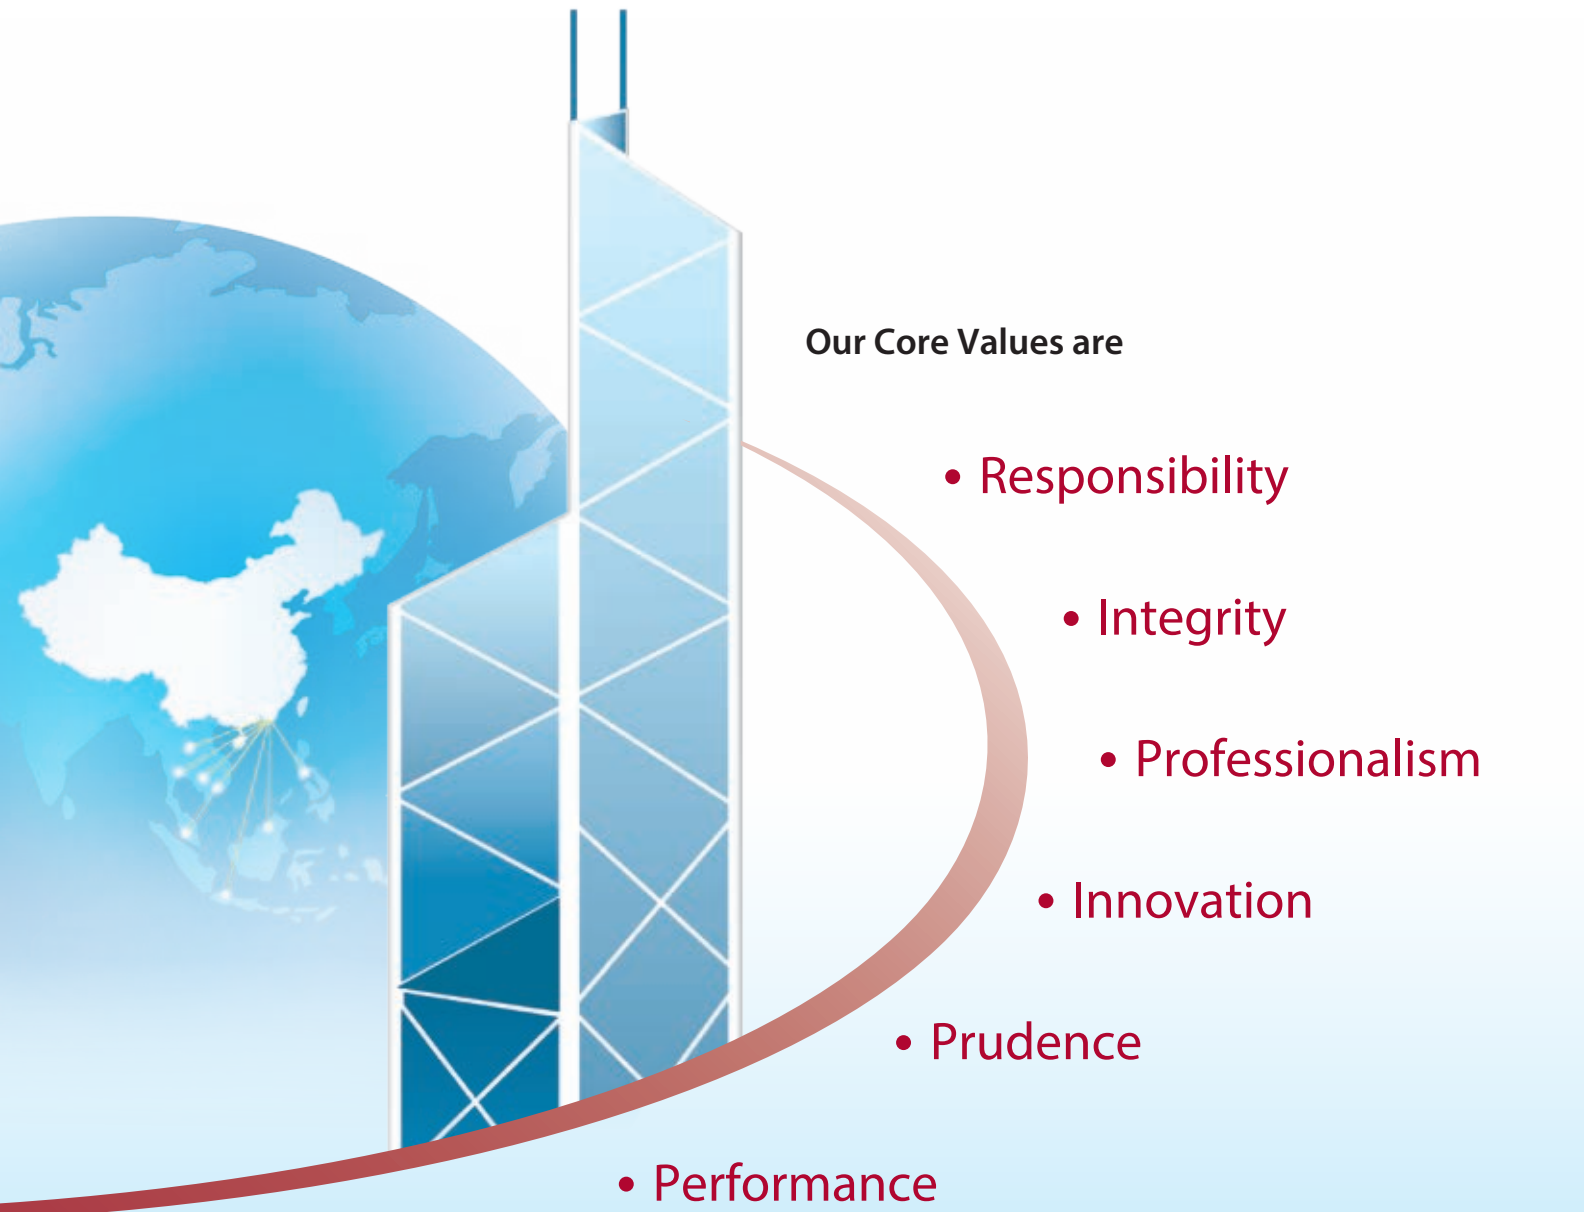 Our Core Values are
• Responsibility
• Integrity
• Professionalism
• Innovation
• Prudence
• Performance